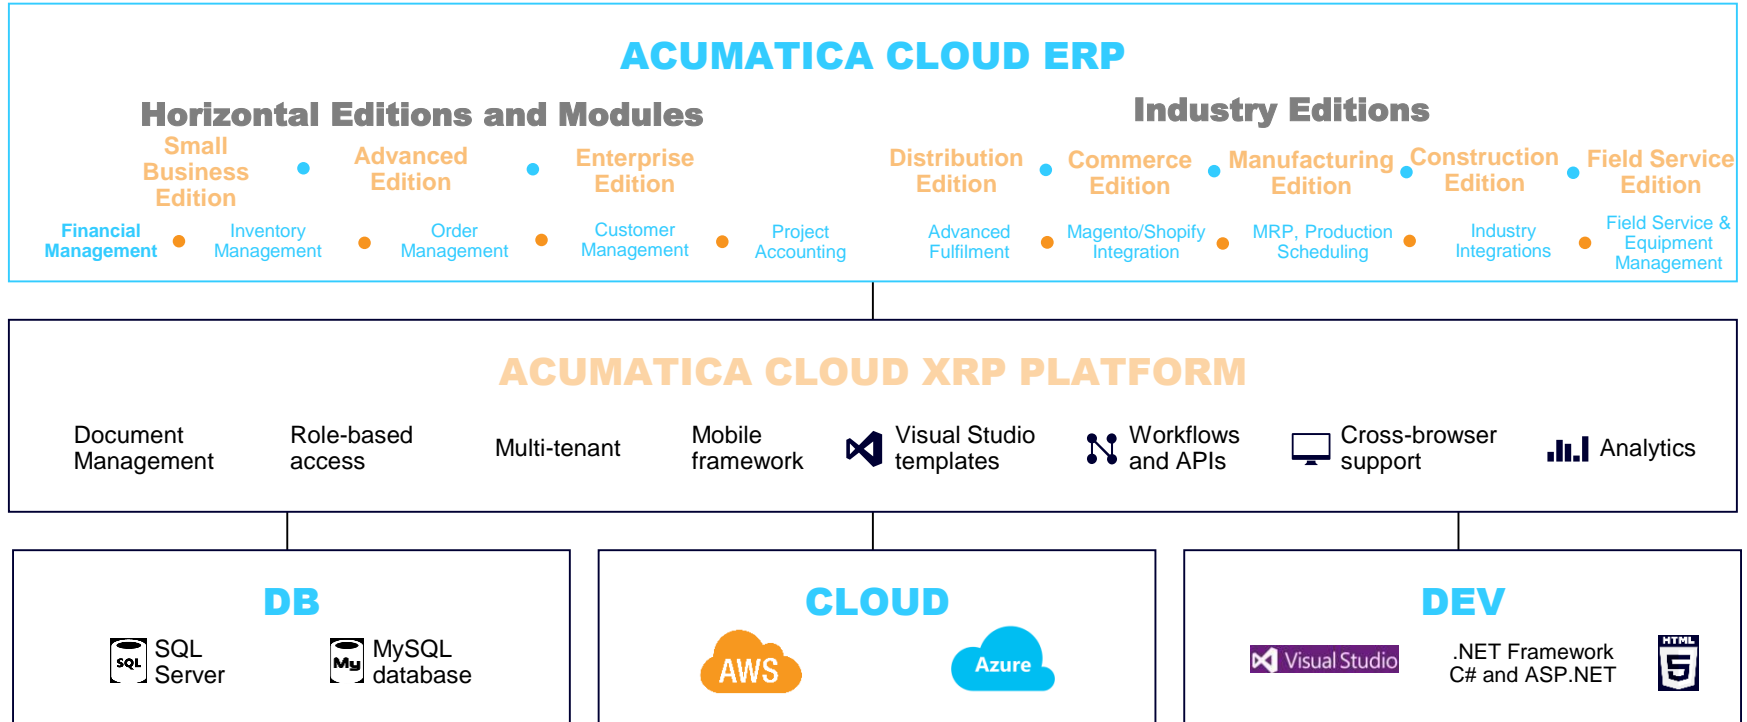 ACUMATICA CLOUD ERP
Horizontal Editions and Modules
Small
Business
Edition
Advanced
Edition
Enterprise
Edition
Financial
Management
Inventory
Management
Order
Management
Customer
Management
Project
Accounting
Industry Editions
Distribution
Edition
Commerce
Edition
Manufacturing
Edition
Construction
Edition
Field Service
Edition
Advanced
Fulfilment
Magento/Shopify
Integration
MRP, Production
Scheduling
Industry
Integrations
Field Service &
Equipment
Management
ACUMATICA CLOUD XRP PLATFORM
Document
Management
Role-based
access
Multi-tenant
Mobile
framework
Visual Studio
templates
Workflows
and APIs
Cross-browser
support
Analytics
DB
SQL
SQL
Server
My
MySQL
database
CLOUD
AWS
Azure
DEV
Visual Studio
.NET Framework
C# and ASP.NET
HTML
5